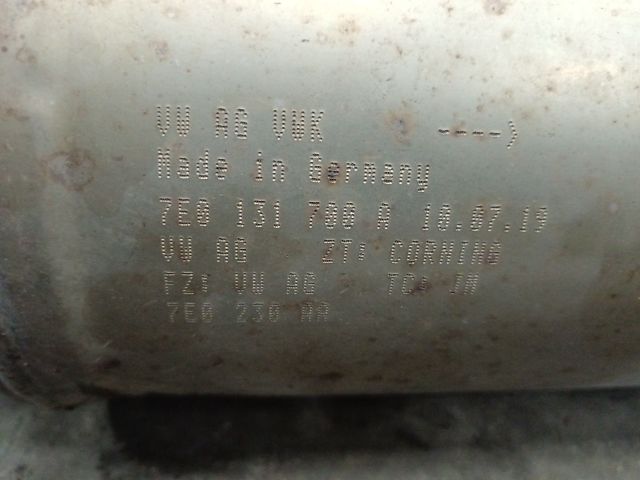 VW AG VWK ---->
Made in Germany
7E0 131 700 A 10.07.19
VW AG ZT: CORNING
FZ: VW AG TC: JM
7E0 230 AA